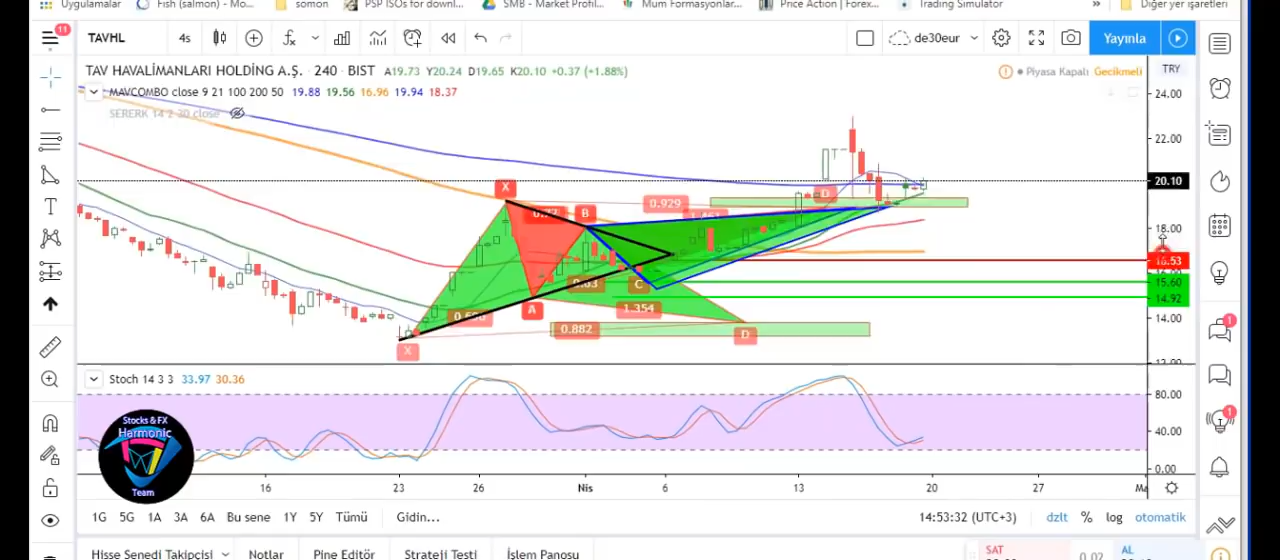 Uygulamalar Fish (salmon) - Mo... somon PSP ISOs for downl... SMB - Market Profil... Mum Formasyonlar... Price Action | Forex... Trading Simulator » Diğer yer işaretleri
11
TAVHL 4s de30eur Yayınla
TAV HAVALİMANLARI HOLDİNG A.Ş. · 240 · BIST A19.73 Y20.24 D19.65 K20.10 +0.37 (+1.88%) Piyasa Kapalı Gecikmeli TRY
MAVCOMBO close 9 21 100 200 50 19.88 19.56 16.96 19.94 18.37 24.00
SERERK 14 2 30 close
22.00
20.10
X D
0.929
B
18.00
16.53
C 15.60
14.92
A 1.354
14.00
0.882 D
X
12.00
Stoch 14 3 3 33.97 30.36
80.00
Stocks & FX
Harmonic 40.00
0.00
Team 16 23 26 Nis 6 13 20 27
1G 5G 1A 3A 6A Bu sene 1Y 5Y Tümü Gidin... 14:53:32 (UTC+3) dzlt % log otomatik
Hisse Senedi Takipçisi Notlar Pine Editör Strateji Testi İşlem Panosu SAT 0.02 AL